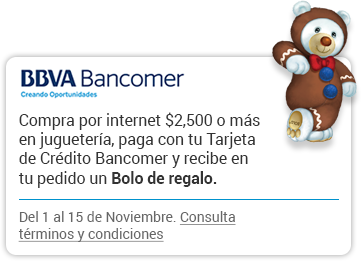 BBVA Bancomer
Creando Oportunidades
Compra por internet $2,500 o más
en juguetería, paga con tu Tarjeta
de Crédito Bancomer y recibe en
tu pedido un Bolo de regalo.
Del 1 al 15 de Noviembre. Consulta
términos y condiciones